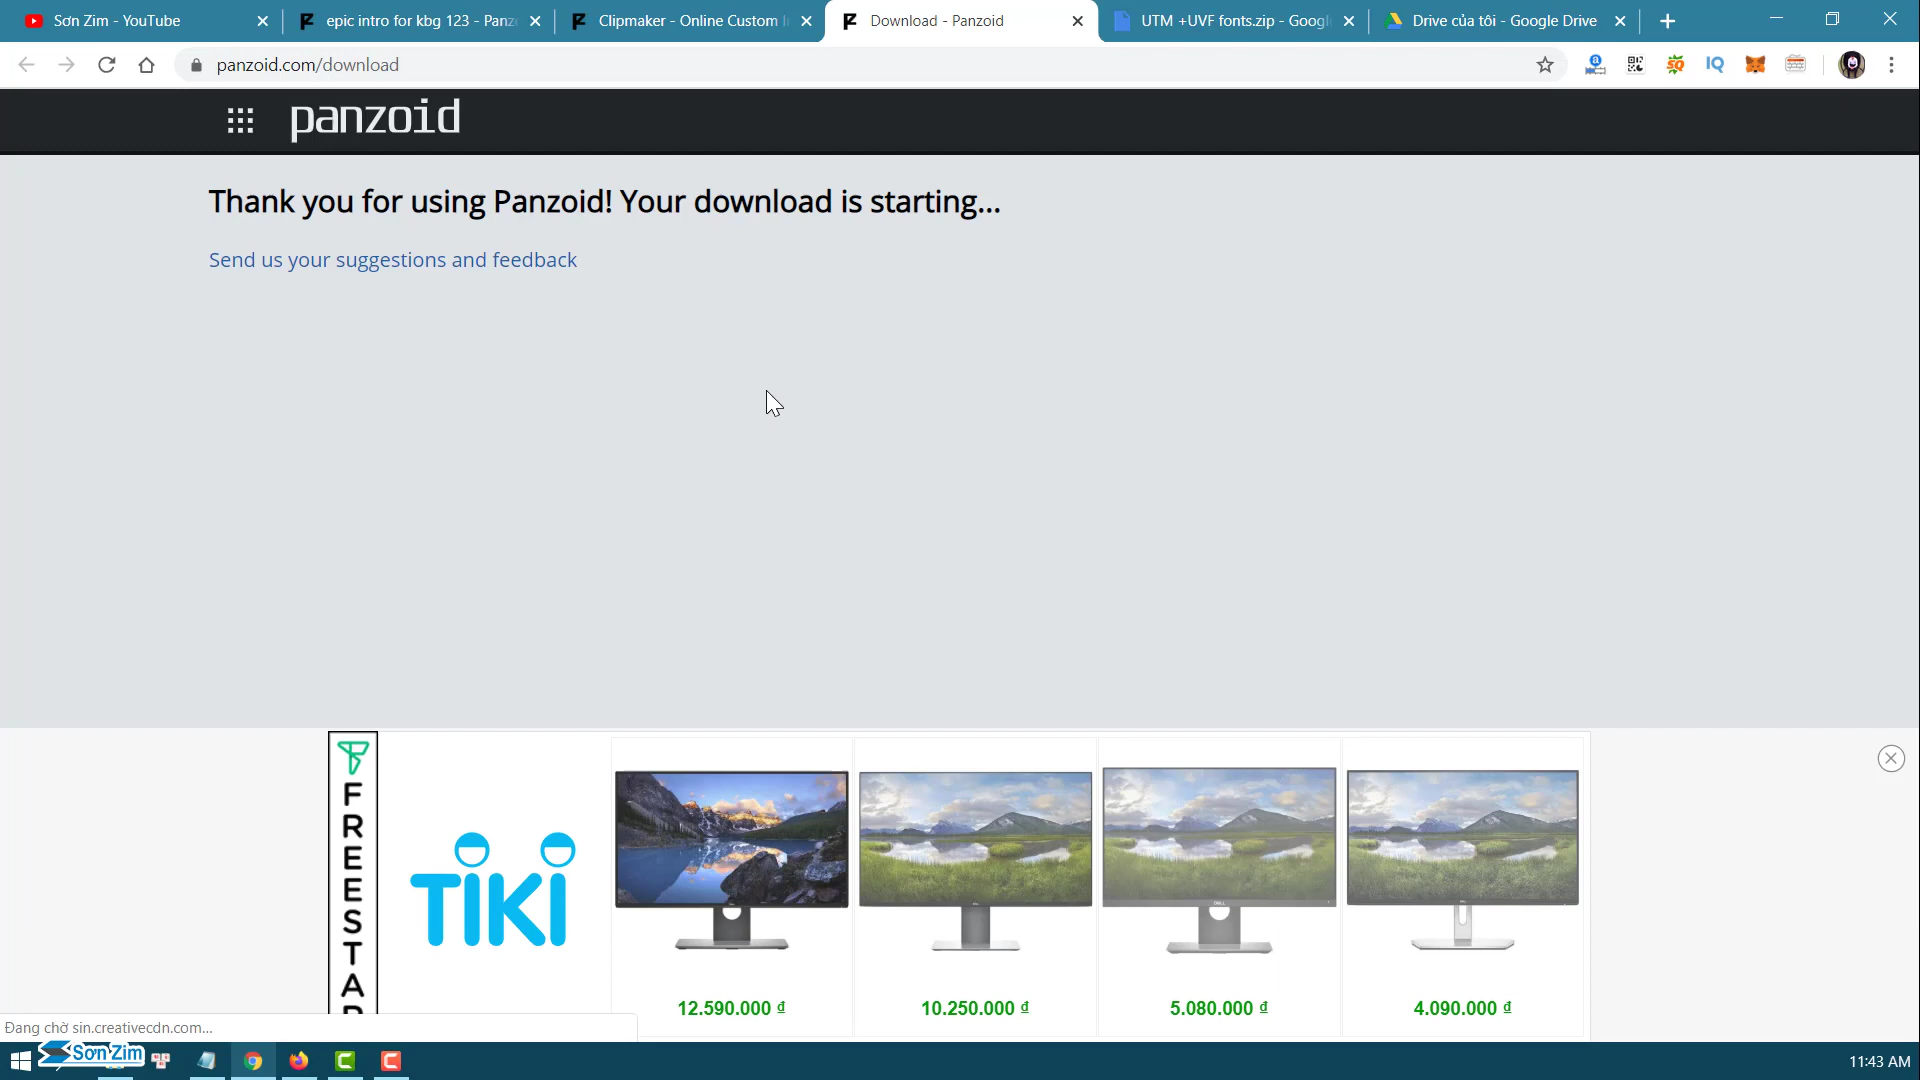 Sơn Zim - YouTube
epic intro for kbg 123 - Panz
Clipmaker - Online Custom I
Download - Panzoid
UTM +UVF fonts.zip - Googl
Drive của tôi - Google Drive
panzoid.com/download
SQ
IQ
panzoid
Thank you for using Panzoid! Your download is starting...
Send us your suggestions and feedback
FREESTAR
TIKI
DELL
12.590.000 ₫
10.250.000 ₫
5.080.000 ₫
4.090.000 ₫
Đang chờ sin.creativecdn.com...
Sơn Zim
11:43 AM